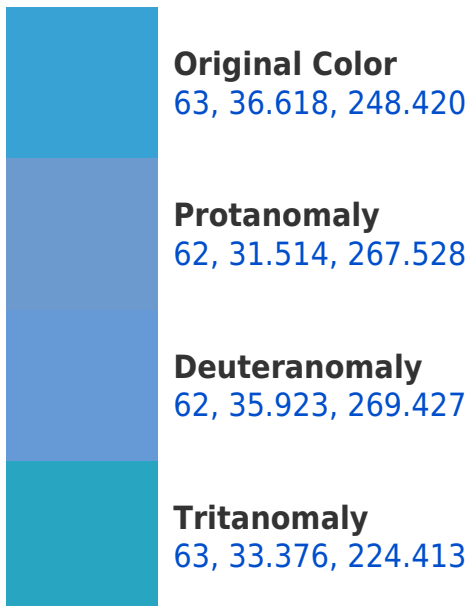 Original Color
63, 36.618, 248.420
Protanomaly
62, 31.514, 267.528
Deuteranomaly
62, 35.923, 269.427
Tritanomaly
63, 33.376, 224.413